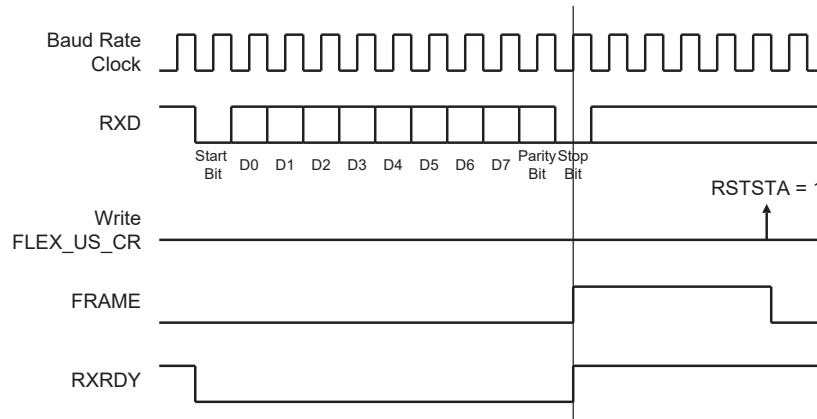 Baud Rate
Clock
RXD
Start
Bit
D0 D1 D2 D3 D4 D5 D6 D7
Parity
Bit
Stop
Bit
RSTSTA = 1
Write
FLEX_US_CR
FRAME
RXRDY